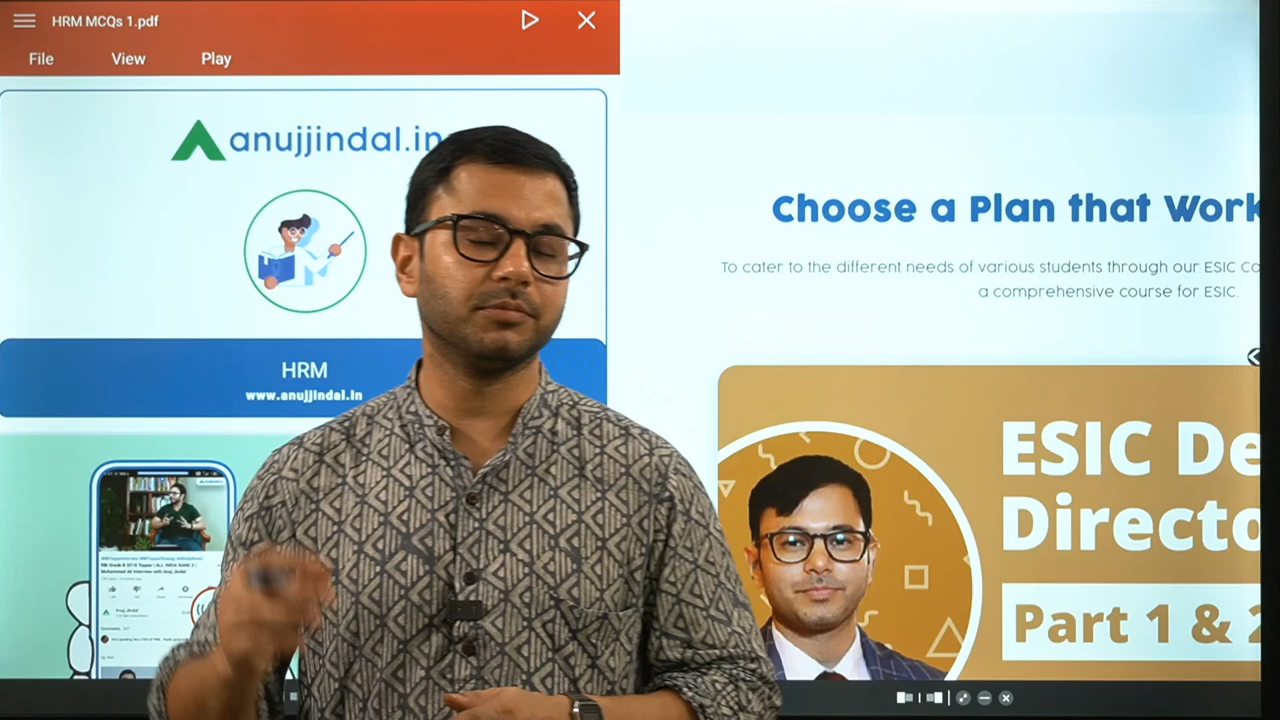 HRM MCQs 1.pdf
File View Play
anujjindal.in
HRM
www.anujjindal.in
Anuj Jindal
Choose a Plan that Work
To cater to the different needs of various students through our ESIC Co
a comprehensive course for ESIC.
ESIC De
Directo
Part 1 & 2